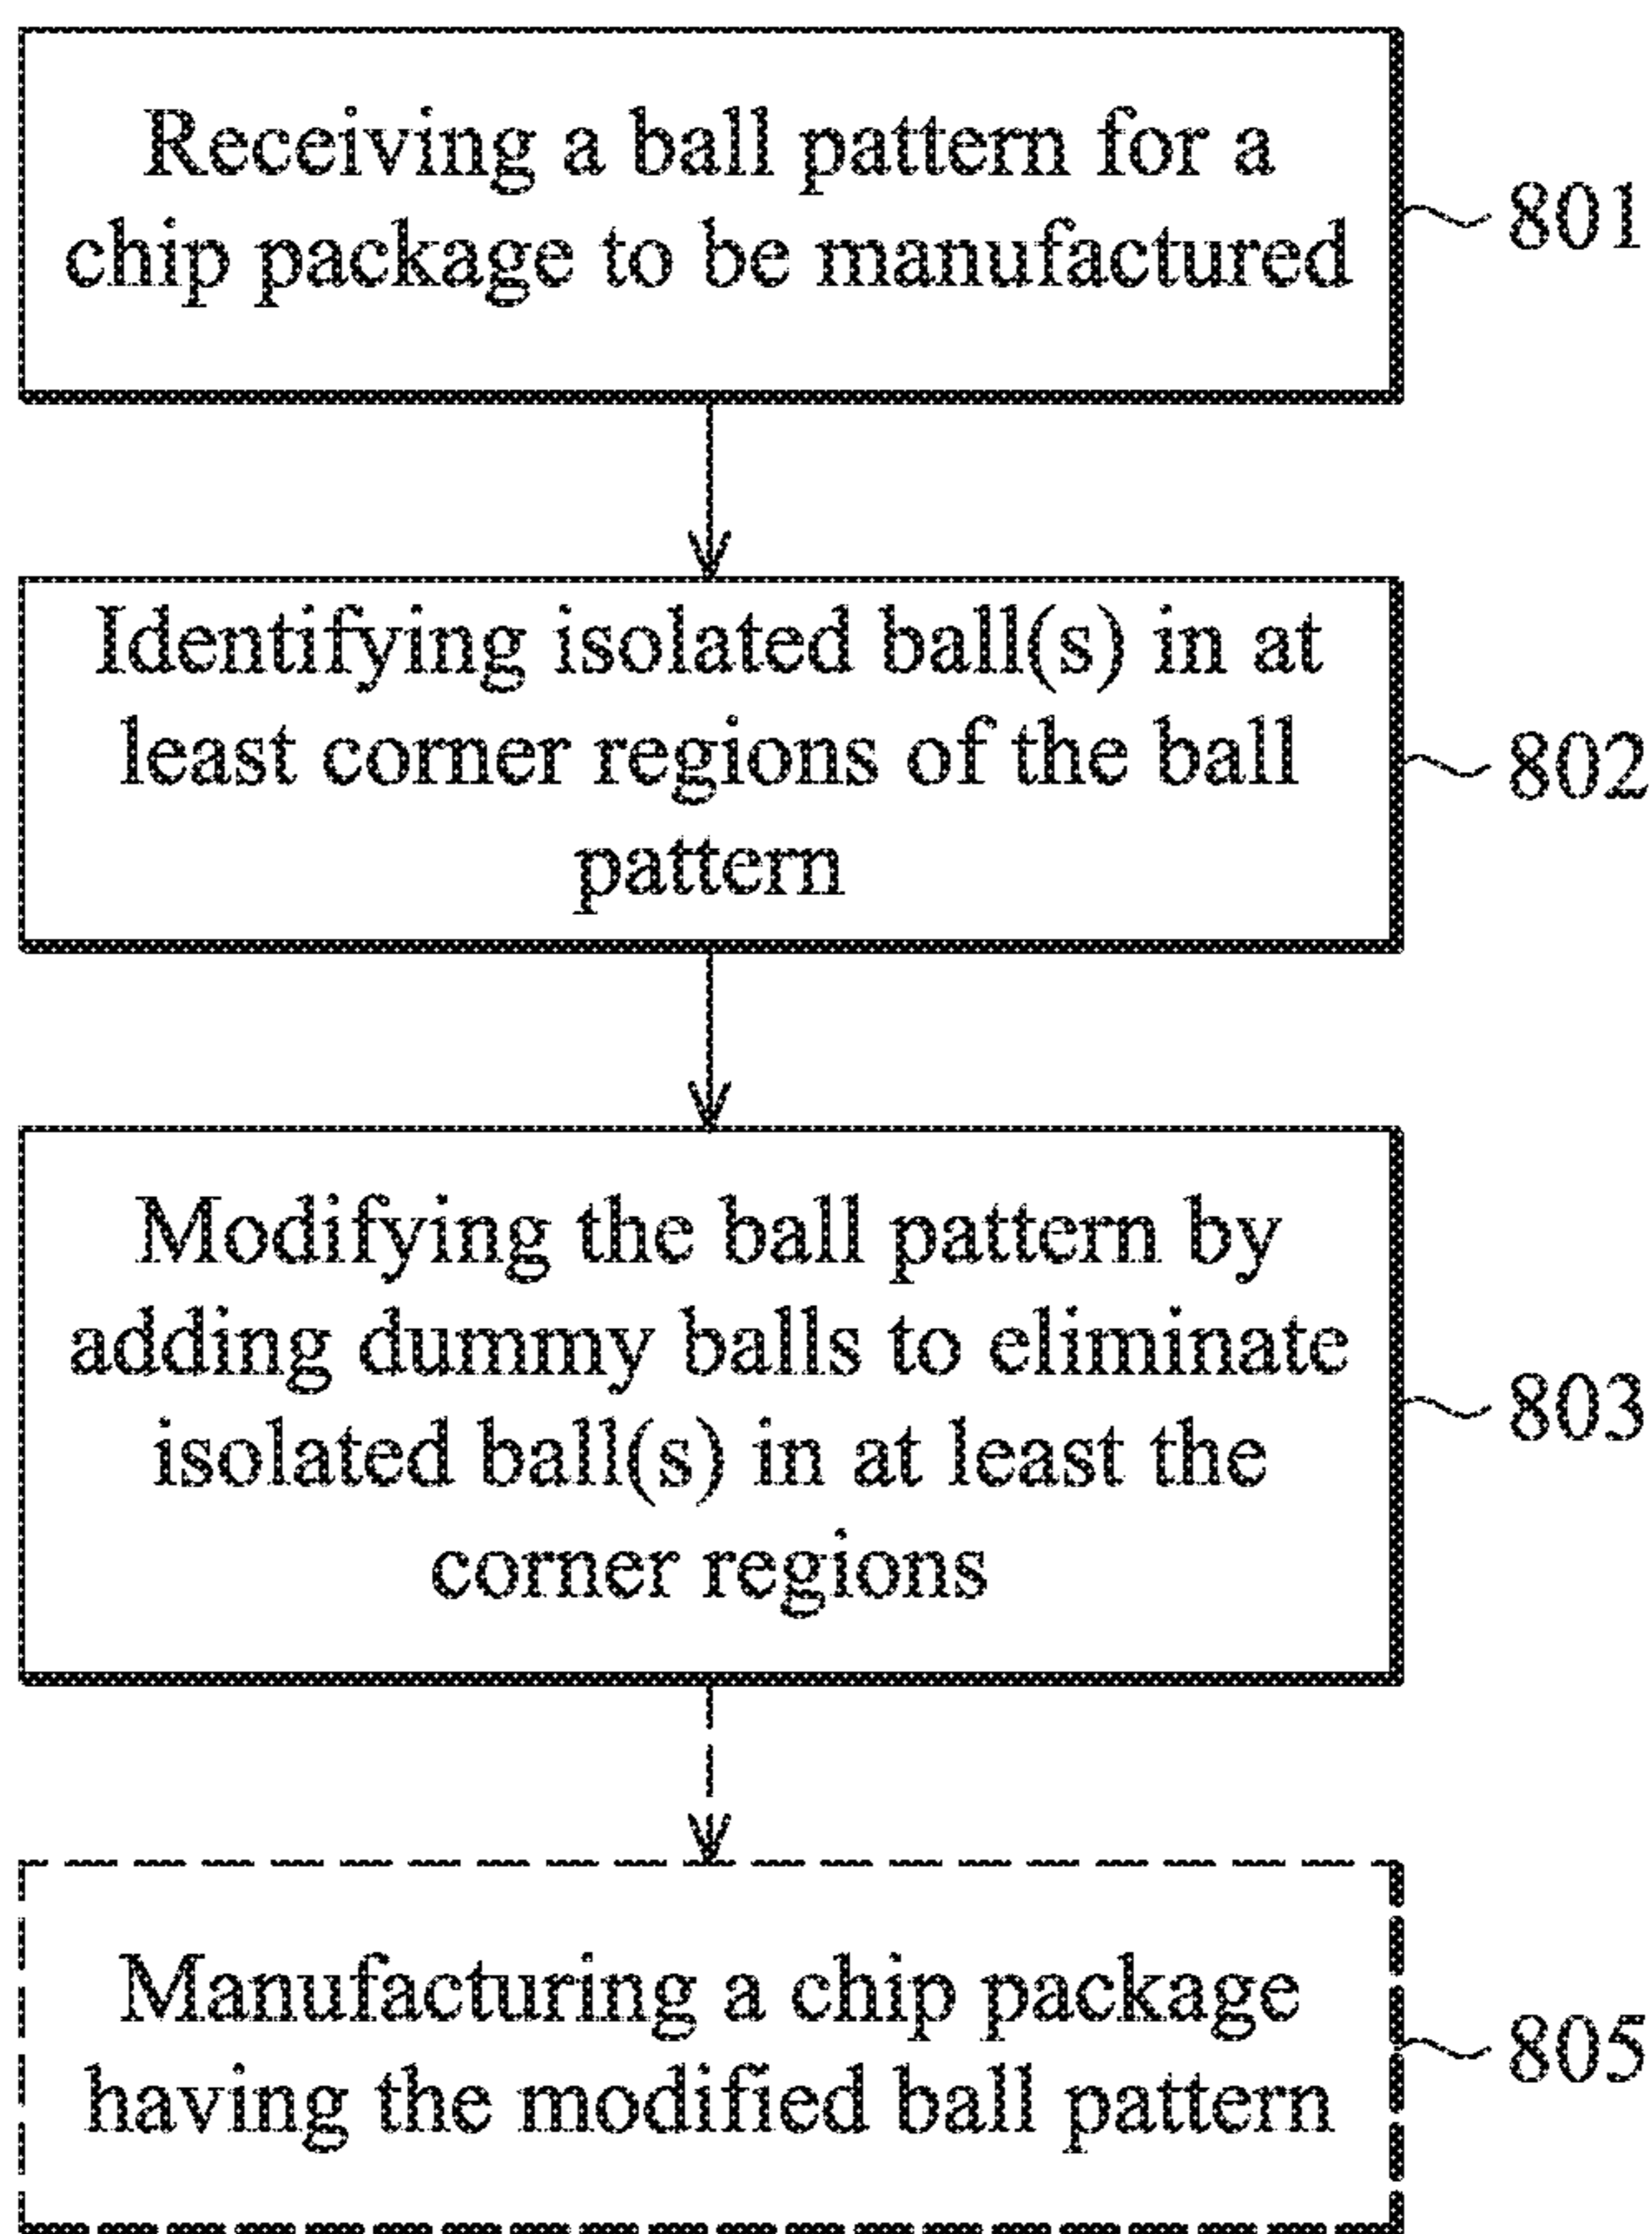 Receiving a ball pattern for a
chip package to be manufactured
801
Identifying isolated ball(s) in at
least corner regions of the ball
pattern
802
Modifying the ball pattern by
adding dummy balls to eliminate
isolated ball(s) in at least the
corner regions
803
Manufacturing a chip package
having the modified ball pattern
805